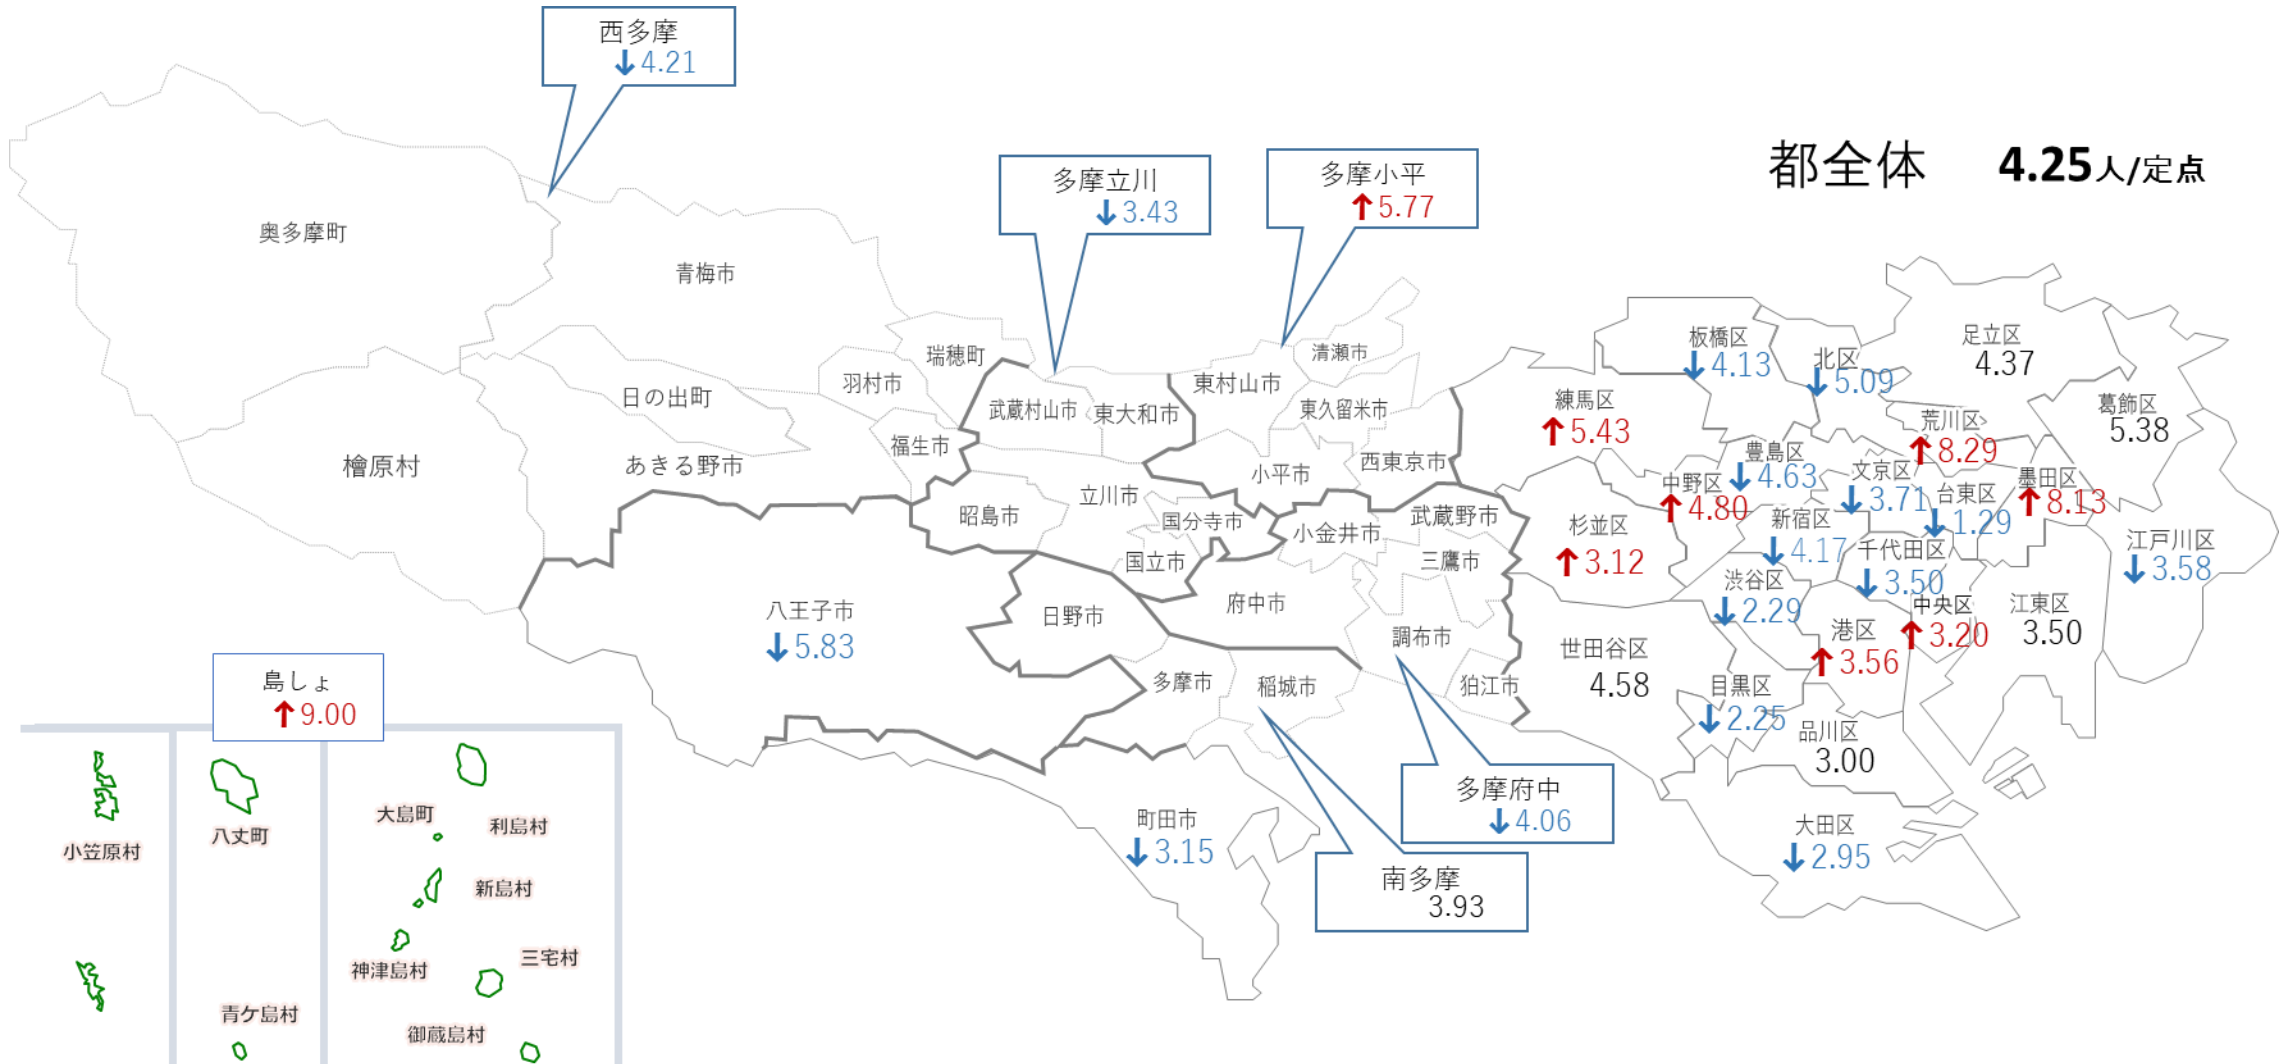 西多摩
↓4.21
多摩立川
↓3.43
多摩小平
↑5.77
都全体 4.25人/定点
奥多摩町
青梅市
瑞穂町
羽村市
日の出町
福生市
あきる野市
檜原村
武蔵村山市
東大和市
東村山市
清瀬市
東久留米市
小平市
西東京市
立川市
昭島市
国分寺市
国立市
小金井市
武蔵野市
三鷹市
府中市
調布市
狛江市
日野市
八王子市
↓5.83
多摩市
稲城市
町田市
↓3.15
多摩府中
↓4.06
南多摩
3.93
板橋区
↓4.13
北区
↓5.09
足立区
4.37
練馬区
↑5.43
荒川区
↑8.29
葛飾区
5.38
豊島区
↓4.63
文京区
↓3.71
中野区
↑4.80
台東区
↓1.29
墨田区
↑8.13
杉並区
↑3.12
新宿区
↓4.17
千代田区
↓3.50
江戸川区
↓3.58
渋谷区
↓2.29
中央区
↑3.20
江東区
3.50
港区
↑3.56
世田谷区
4.58
目黒区
↓2.25
品川区
3.00
大田区
↓2.95
島しょ
↑9.00
小笠原村
八丈町
青ケ島村
大島町
利島村
新島村
神津島村
三宅村
御蔵島村